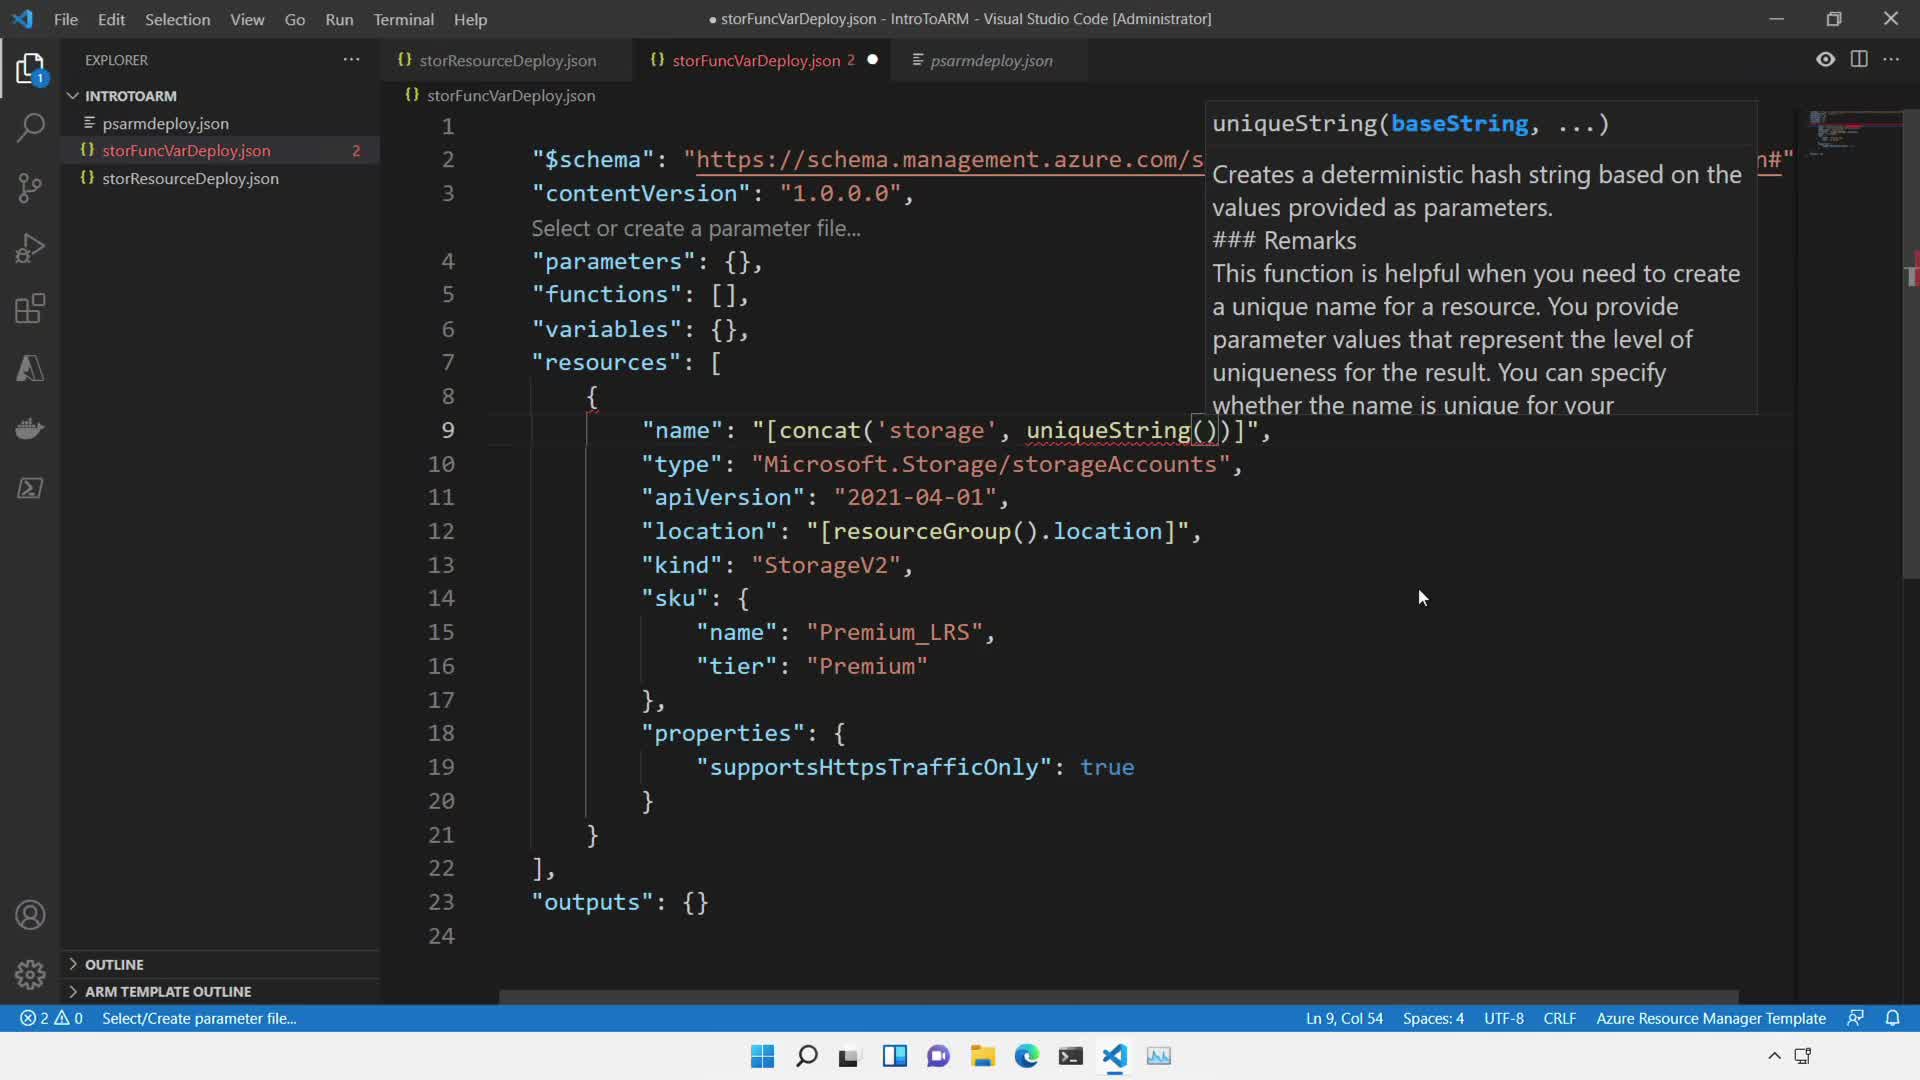 File Edit Selection View Go Run Terminal Help
● storFuncVarDeploy.json - IntroToARM - Visual Studio Code [Administrator]
EXPLORER
storResourceDeploy.json
storFuncVarDeploy.json 2
psarmdeploy.json
1
INTROTOARM
psarmdeploy.json
storFuncVarDeploy.json 2
storResourceDeploy.json
{} storFuncVarDeploy.json
1
2 "$schema": "https://schema.management.azure.com/s n#"
3 "contentVersion": "1.0.0.0",
Select or create a parameter file...
4 "parameters": {},
5 "functions": [],
6 "variables": {},
7 "resources": [
8 {
9 "name": "[concat('storage', uniqueString())]",
10 "type": "Microsoft.Storage/storageAccounts",
11 "apiVersion": "2021-04-01",
12 "location": "[resourceGroup().location]",
13 "kind": "StorageV2",
14 "sku": {
15 "name": "Premium_LRS",
16 "tier": "Premium"
17 },
18 "properties": {
19 "supportsHttpsTrafficOnly": true
20 }
21 }
22 ],
23 "outputs": {}
24
uniqueString(baseString, ...)
Creates a deterministic hash string based on the
values provided as parameters.
### Remarks
This function is helpful when you need to create
a unique name for a resource. You provide
parameter values that represent the level of
uniqueness for the result. You can specify
whether the name is unique for your
OUTLINE
ARM TEMPLATE OUTLINE
2 0 Select/Create parameter file... Ln 9, Col 54 Spaces: 4 UTF-8 CRLF Azure Resource Manager Template